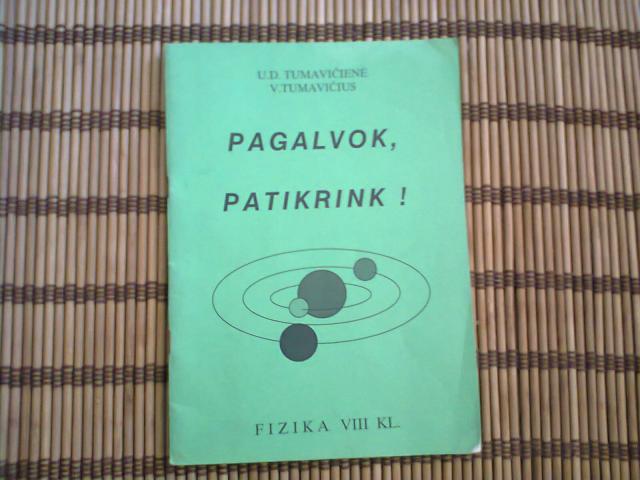 U.D. TUMAVIČIENĖ
V.TUMAVIČIUS
PAGALVOK,
PATIKRINK !
FIZIKA VIII KL.